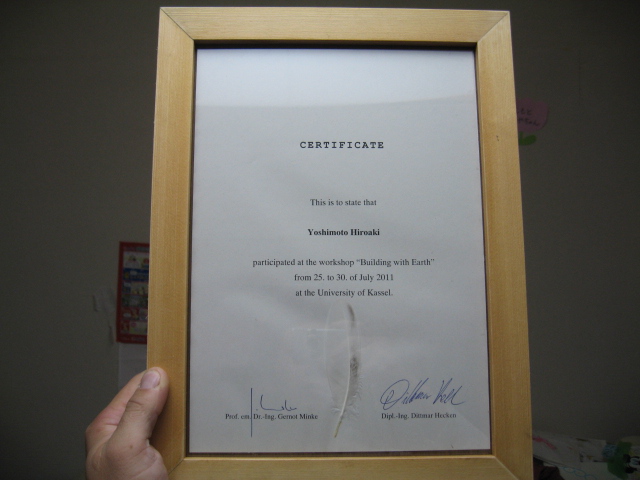 CERTIFICATE
This is to state that
Yoshimoto Hiroaki
participated at the workshop “Building with Earth”
from 25. to 30. of July 2011
at the University of Kassel.
Prof. em. Dr.-Ing. Gernot Minke
Dipl.-Ing. Dittmar Hecken